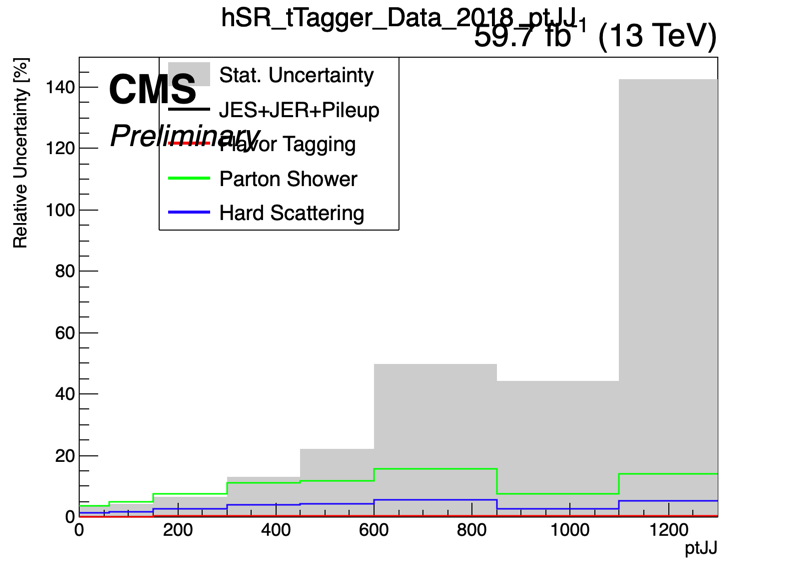 hSR_tTagger_Data_2018_ptJJ
59.7 fb-1 (13 TeV)
Relative Uncertainty [%]
CMS
Preliminary
Stat. Uncertainty
JES+JER+Pileup
Flavor Tagging
Parton Shower
Hard Scattering
140
120
100
80
60
40
20
0
0 200 400 600 800 1000 1200
ptJJ